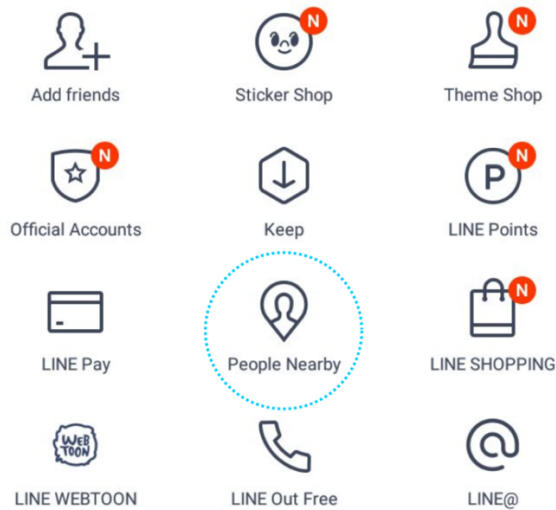 N
N
Add friends
Sticker Shop
Theme Shop
N
N
P
Official Accounts
Keep
LINE Points
N
LINE Pay
People Nearby
LINE SHOPPING
WEB
TOON
@
LINE WEBTOON
LINE Out Free
LINE@